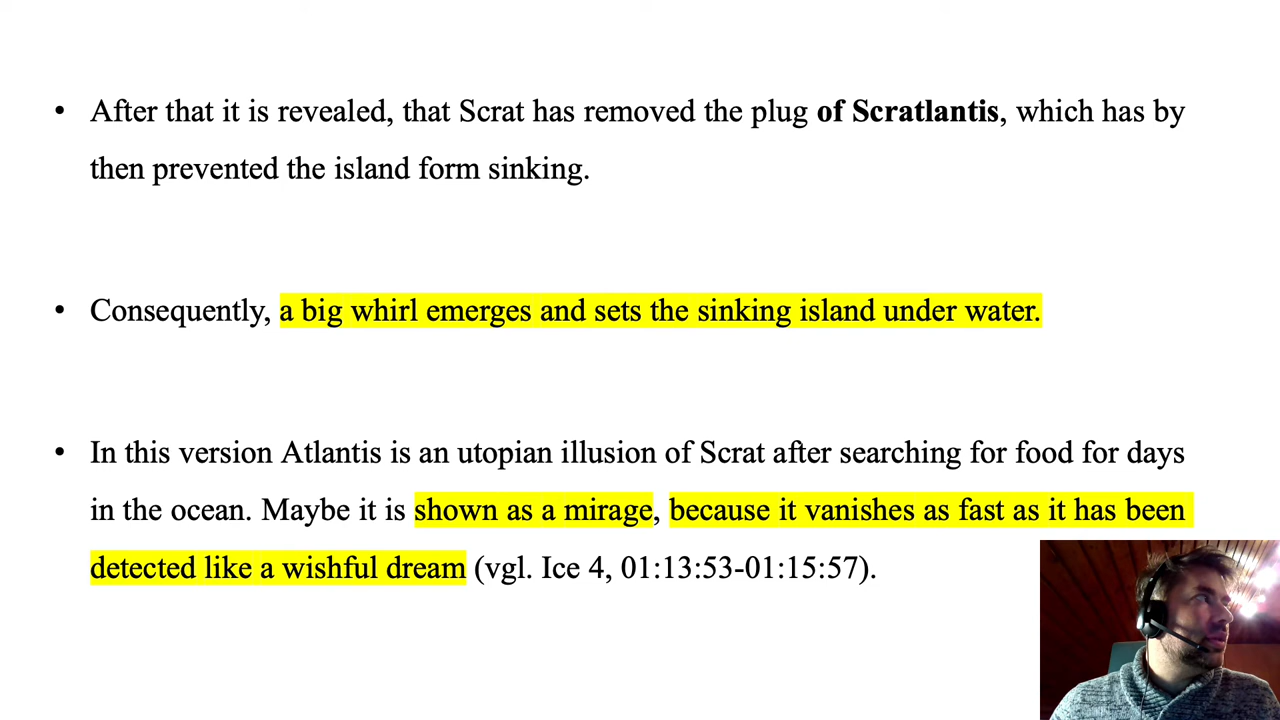 • After that it is revealed, that Scrat has removed the plug of Scratlantis, which has by
then prevented the island form sinking.
• Consequently, a big whirl emerges and sets the sinking island under water.
• In this version Atlantis is an utopian illusion of Scrat after searching for food for days
in the ocean. Maybe it is shown as a mirage, because it vanishes as fast as it has been
detected like a wishful dream (vgl. Ice 4, 01:13:53-01:15:57).